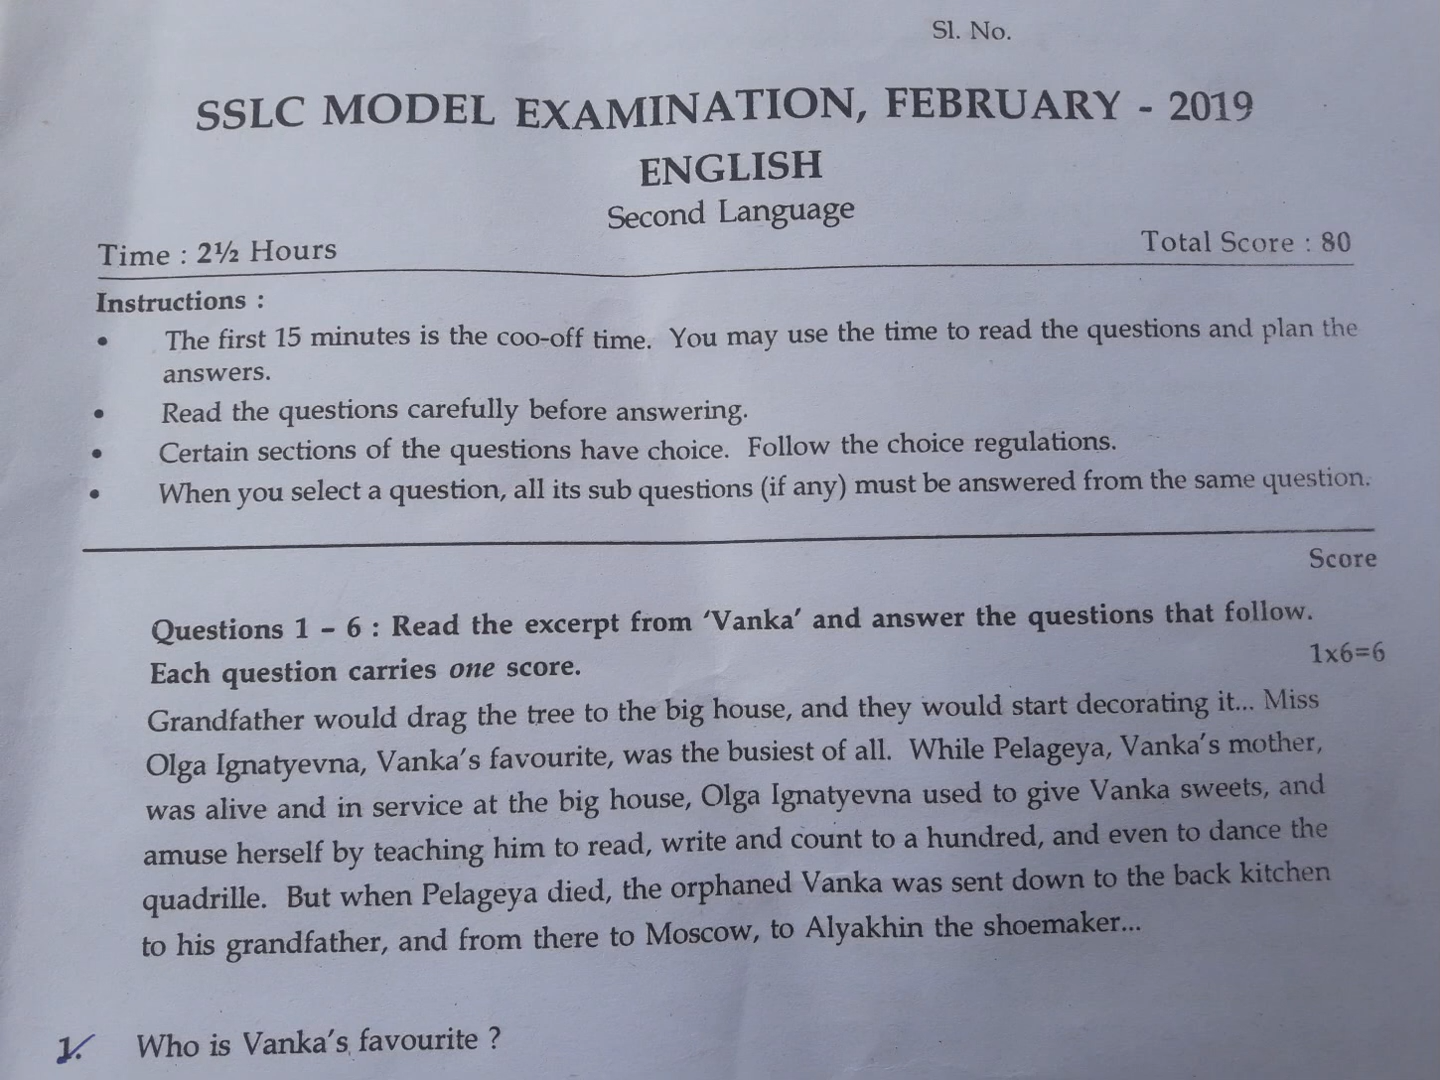 Sl. No.
SSLC MODEL EXAMINATION, FEBRUARY - 2019
ENGLISH
Second Language
Time : 2½ Hours
Total Score : 80
Instructions :
• The first 15 minutes is the coo-off time. You may use the time to read the questions and plan the
answers.
• Read the questions carefully before answering.
• Certain sections of the questions have choice. Follow the choice regulations.
• When you select a question, all its sub questions (if any) must be answered from the same question.
Score
Questions 1 – 6 : Read the excerpt from ‘Vanka’ and answer the questions that follow.
Each question carries one score.
1x6=6
Grandfather would drag the tree to the big house, and they would start decorating it... Miss
Olga Ignatyevna, Vanka’s favourite, was the busiest of all. While Pelageya, Vanka’s mother,
was alive and in service at the big house, Olga Ignatyevna used to give Vanka sweets, and
amuse herself by teaching him to read, write and count to a hundred, and even to dance the
quadrille. But when Pelageya died, the orphaned Vanka was sent down to the back kitchen
to his grandfather, and from there to Moscow, to Alyakhin the shoemaker...
1. Who is Vanka’s favourite ?